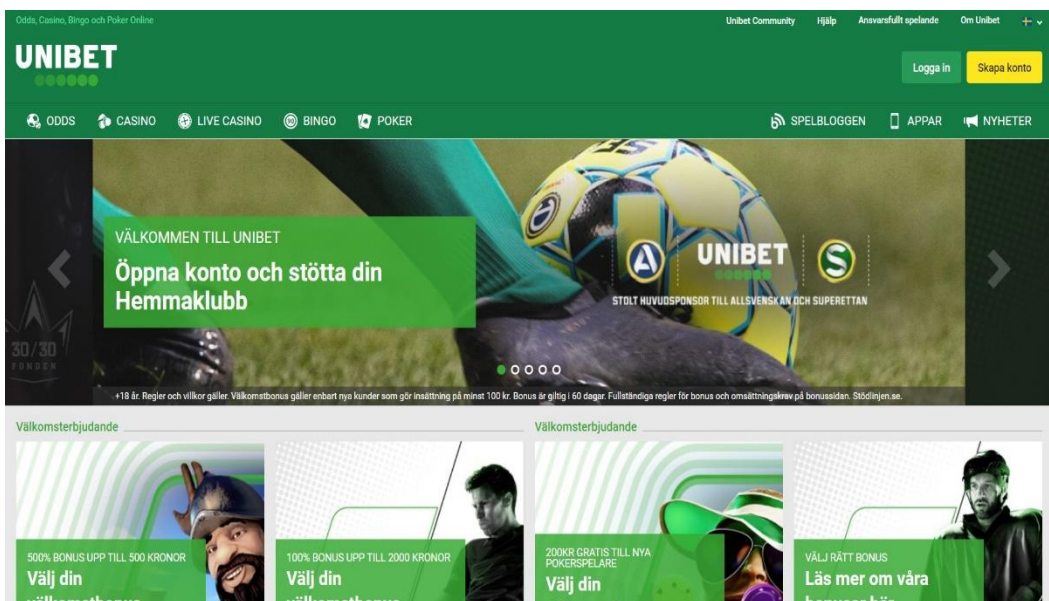 Odds, Casino, Bingo och Poker Online
Unibet Community Hjälp Ansvarsfullt spelande Om Unibet
UNIBET
Logga in Skapa konto
ODDS CASINO LIVE CASINO BINGO POKER SPELBLOGGEN APPAR NYHETER
VÄLKOMMEN TILL UNIBET
Öppna konto och stötta din
Hemmaklubb
A UNIBET S
STOLT HUVUDSPONSOR TILL ALLSVENSKAN OCH SUPERETTAN
30/30
FONDEN
+18 år. Regler och villkor gäller. Välkomstbonus gäller enbart nya kunder som gör insättning på minst 100 kr. Bonus är giltig i 60 dagar. Fullständiga regler för bonus och omsättningskrav på bonussidan. Stödlinjen.se.
Välkomsterbjudande
Välkomsterbjudande
500% BONUS UPP TILL 500 KRONOR
Välj din
välkomstbonus
100% BONUS UPP TILL 2000 KRONOR
Välj din
välkomstbonus
200KR GRATIS TILL NYA
POKERSPELARE
Välj din
VÄLJ RÄTT BONUS
Läs mer om våra
bonusar här